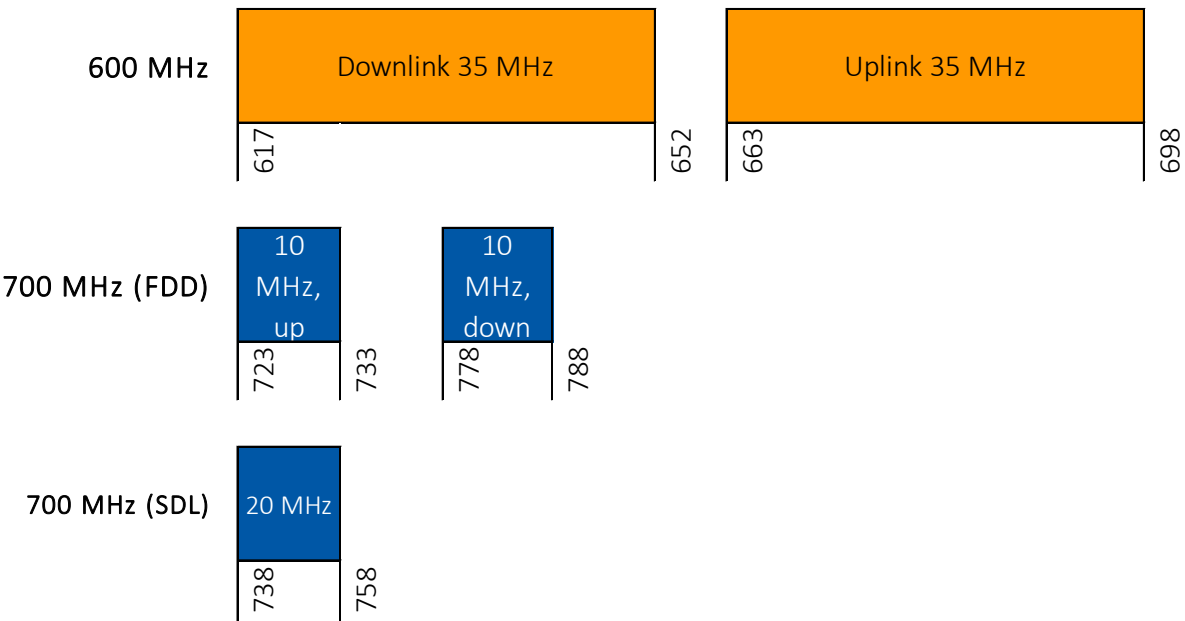 600 MHz
Downlink 35 MHz
Uplink 35 MHz
617
652
663
698
700 MHz (FDD)
10
MHz,
up
10
MHz,
down
723
733
778
788
700 MHz (SDL)
20 MHz
738
758